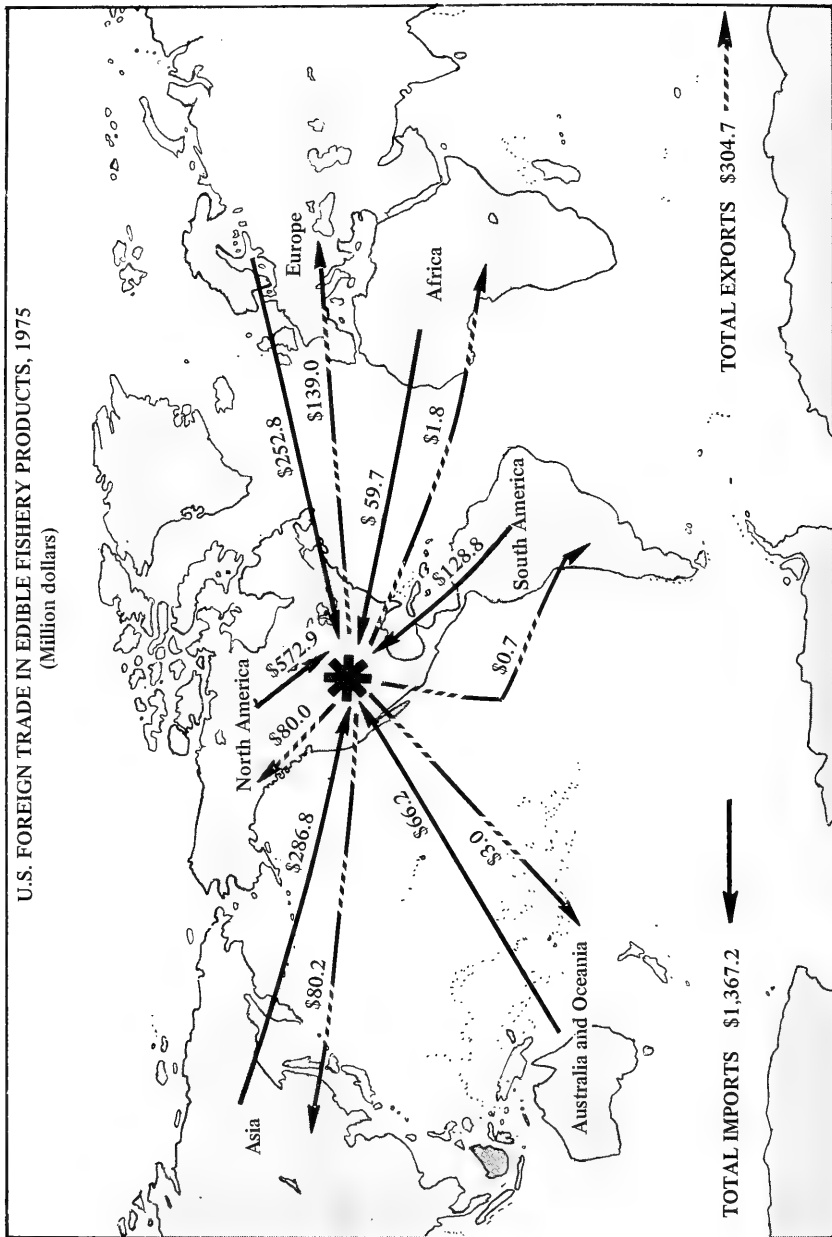 U.S. FOREIGN TRADE IN EDIBLE FISHERY PRODUCTS, 1975
(Million dollars)
North America
$572.9
$80.0
Asia
$286.8
$80.2
Europe
$252.8
$139.0
Africa
$ 59.7
$1.8
South America
$128.8
$0.7
Australia and Oceania
$66.2
$3.0
TOTAL IMPORTS $1,367.2
TOTAL EXPORTS $304.7